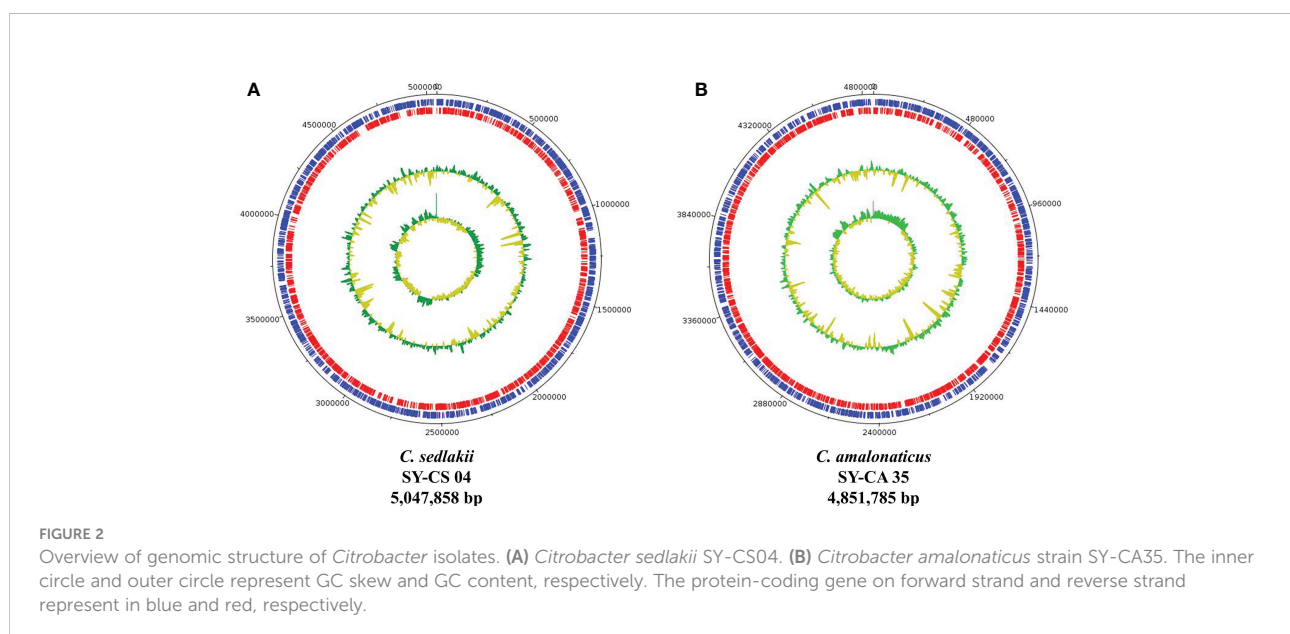 A
5000000
0
500000
1000000
1500000
2000000
2500000
3000000
3500000
4000000
4500000
C. sedlakii
SY-CS 04
5,047,858 bp
B
4800000
0
480000
960000
1440000
1920000
2400000
2880000
3360000
3840000
4320000
C. amalonaticus
SY-CA 35
4,851,785 bp
FIGURE 2
Overview of genomic structure of Citrobacter isolates. (A) Citrobacter sedlakii SY-CS04. (B) Citrobacter amalonaticus strain SY-CA35. The inner
circle and outer circle represent GC skew and GC content, respectively. The protein-coding gene on forward strand and reverse strand
represent in blue and red, respectively.